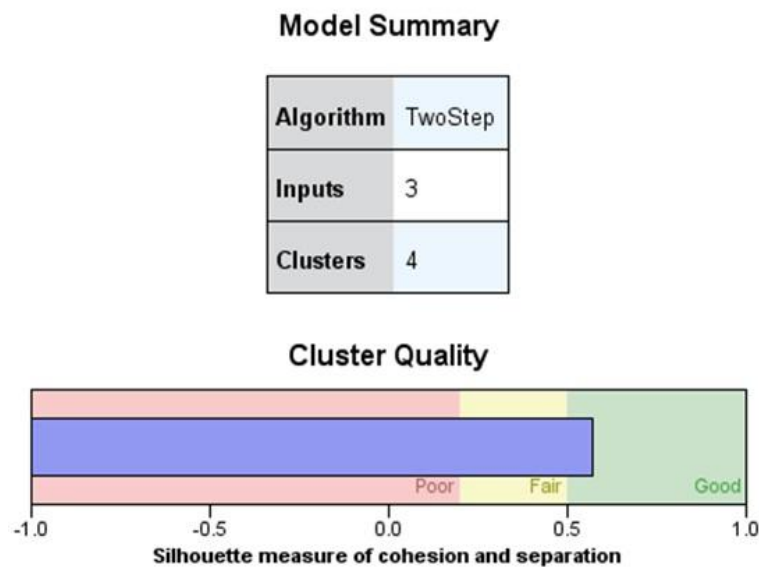 Model Summary
Algorithm TwoStep
Inputs 3
Clusters 4
Cluster Quality
Poor Fair Good
-1.0 -0.5 0.0 0.5 1.0
Silhouette measure of cohesion and separation